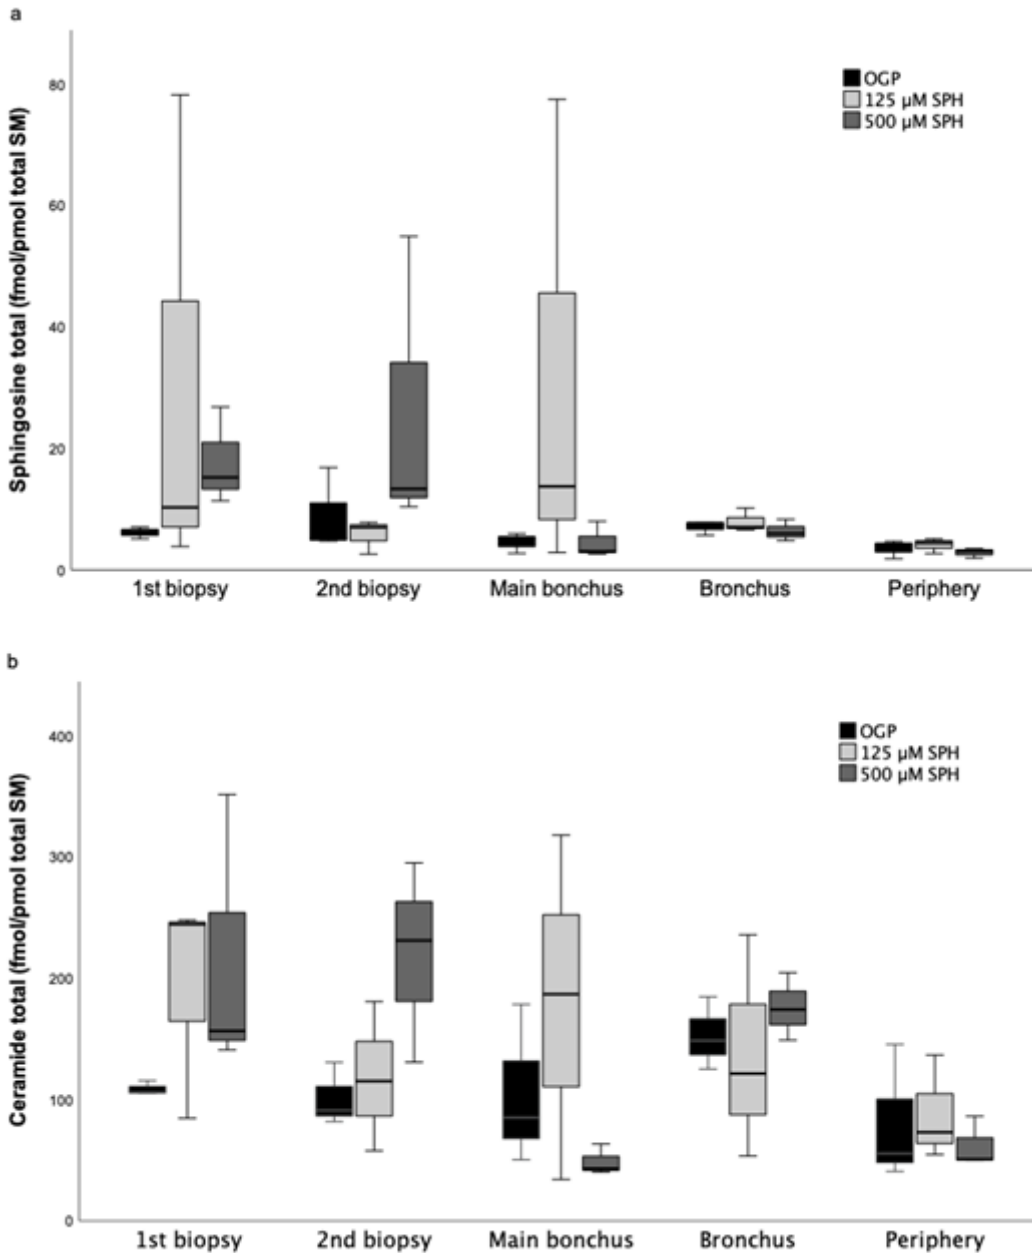 a
Sphingosine total (fmol/pmol total SM)
80
60
40
20
0
OGP
125 µM SPH
500 µM SPH
1st biopsy 2nd biopsy Main bonchus Bronchus Periphery
b
Ceramide total (fmol/pmol total SM)
400
300
200
100
0
OGP
125 µM SPH
500 µM SPH
1st biopsy 2nd biopsy Main bonchus Bronchus Periphery